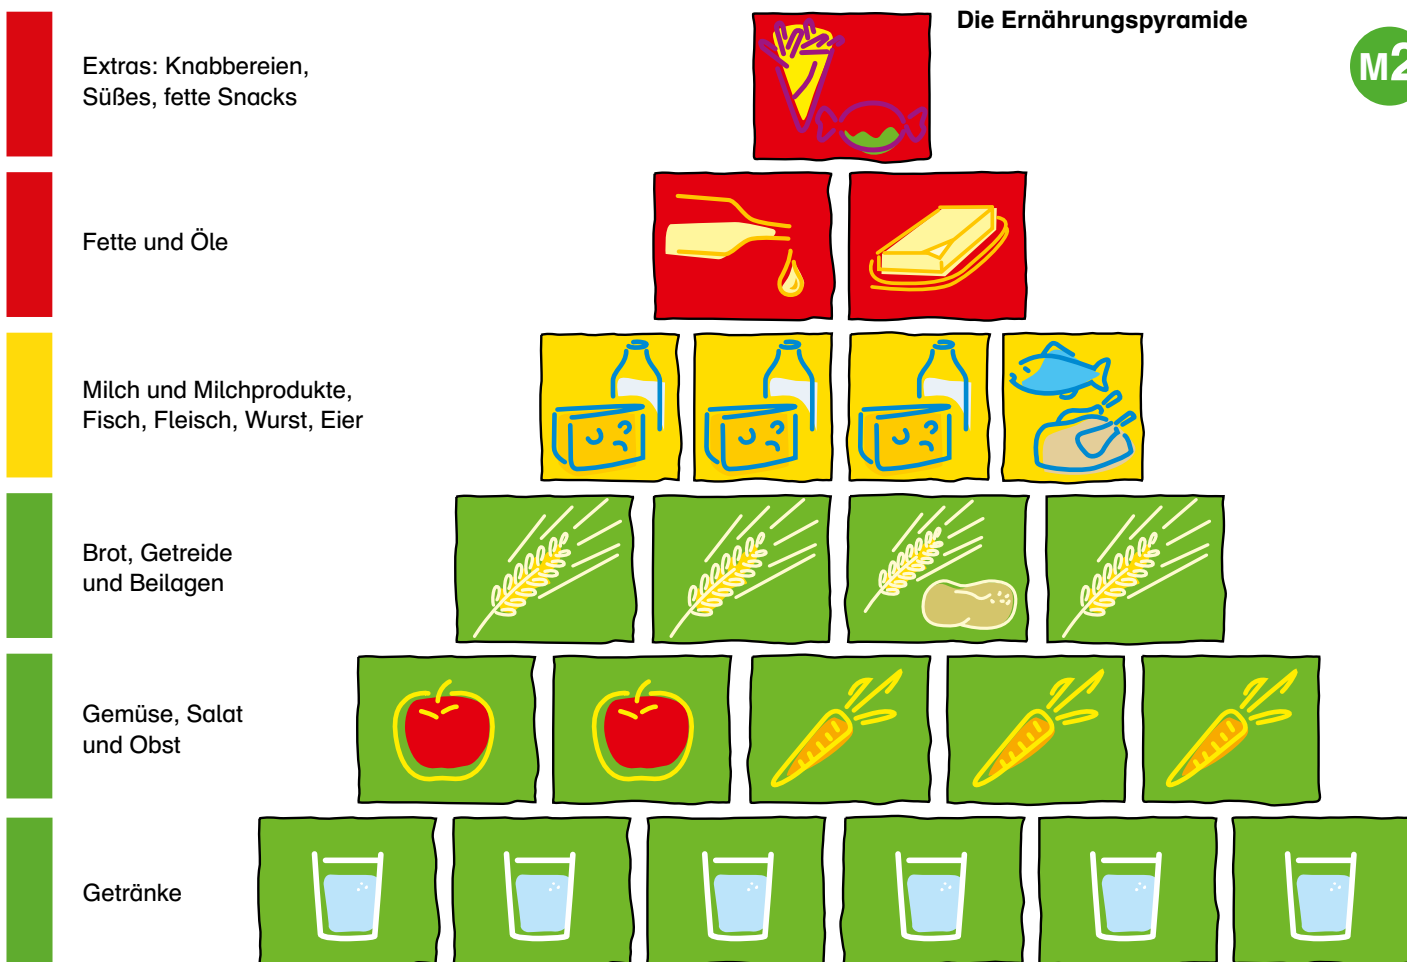 Die Ernährungspyramide
M2
Extras: Knabbereien,
Süßes, fette Snacks
Fette und Öle
Milch und Milchprodukte,
Fisch, Fleisch, Wurst, Eier
Brot, Getreide
und Beilagen
Gemüse, Salat
und Obst
Getränke